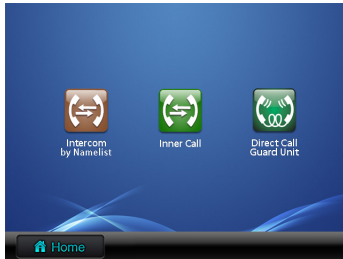 Intercom
by Namelist
Inner Call
Direct Call
Guard Unit
Home